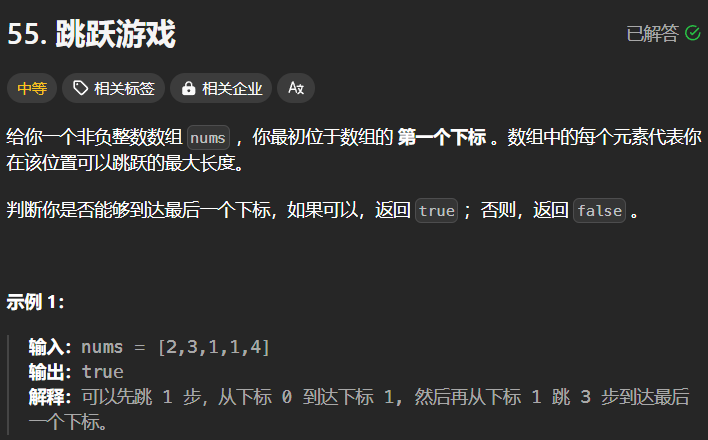 55. 跳跃游戏
已解答
中等 相关标签 相关企业
给你一个非负整数数组 nums ，你最初位于数组的 第一个下标 。数组中的每个元素代表你
在该位置可以跳跃的最大长度。
判断你是否能够到达最后一个下标，如果可以，返回 true ；否则，返回 false 。
示例 1：
输入：nums = [2,3,1,1,4]
输出：true
解释：可以先跳 1 步，从下标 0 到达下标 1, 然后再从下标 1 跳 3 步到达最后
一个下标。